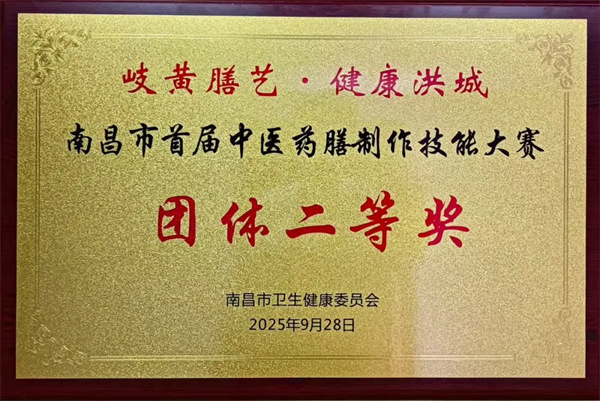 岐黄膳艺·健康洪城
南昌市首届中医药膳制作技能大赛
团体二等奖
南昌市卫生健康委员会
2025年9月28日